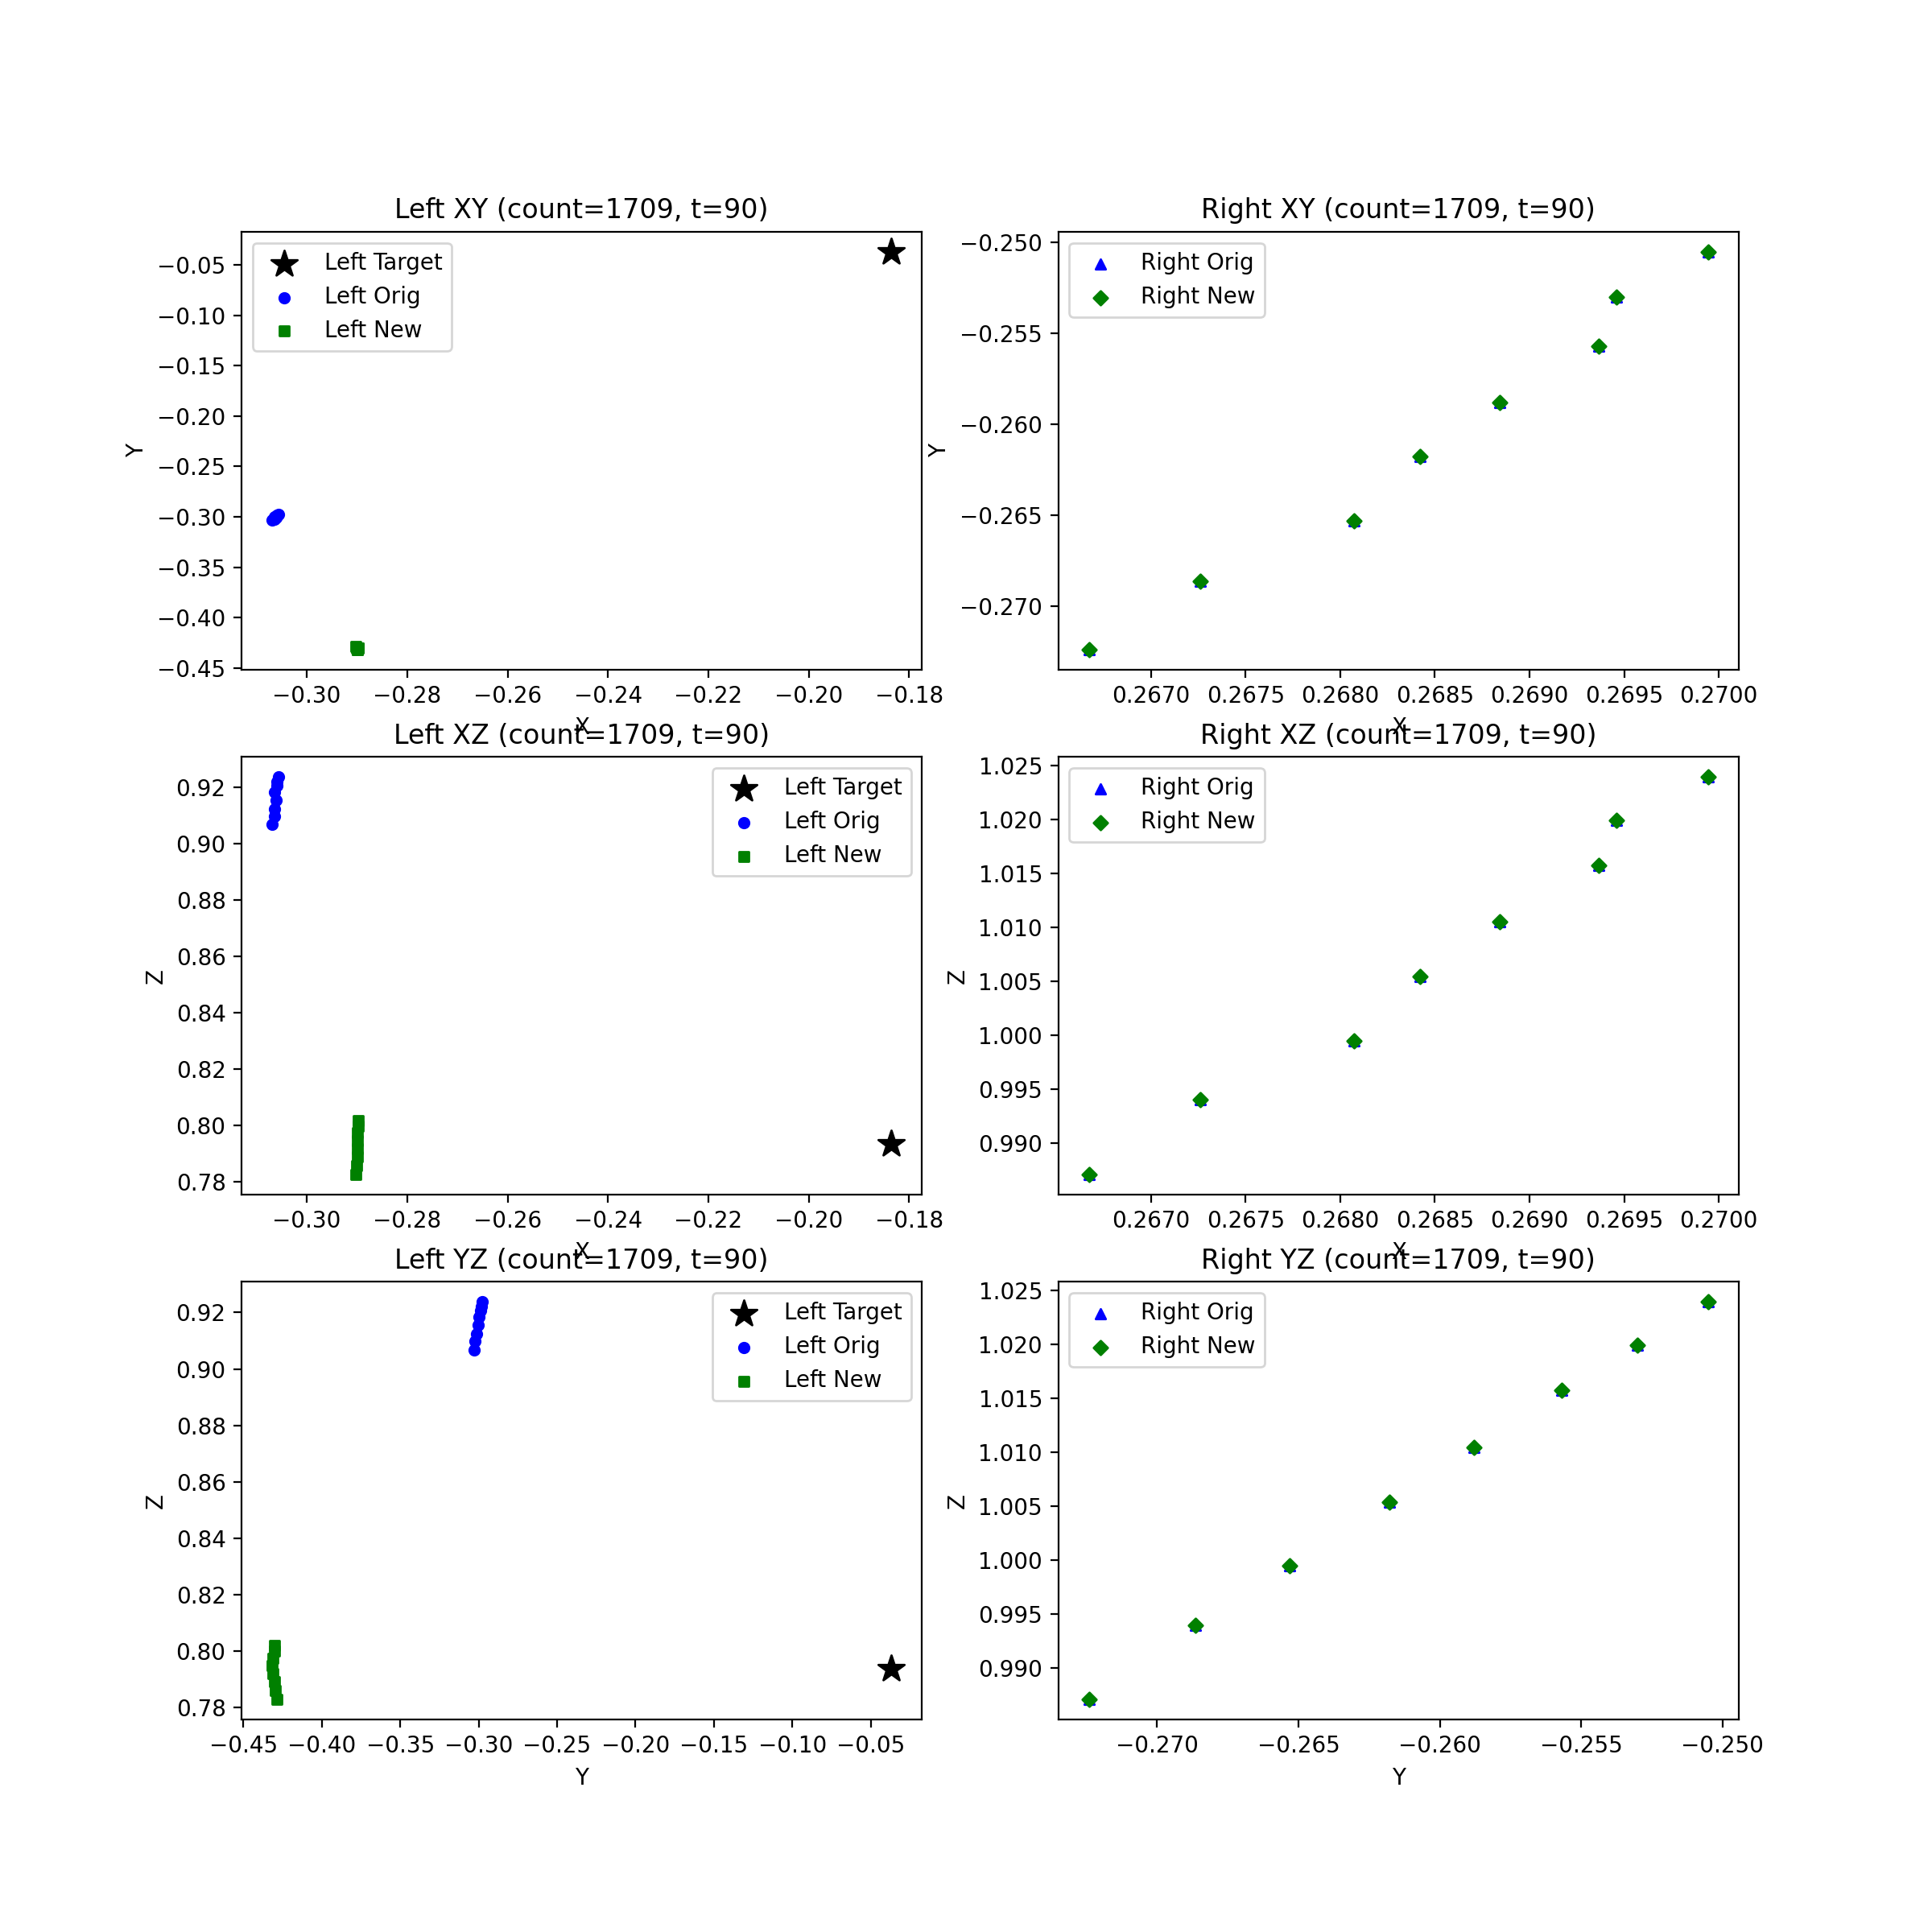 Left XY (count=1709, t=90)
Left Target
Left Orig
Left New
−0.05
−0.10
−0.15
−0.20
−0.25
−0.30
−0.35
−0.40
−0.45
Y
−0.30 −0.28 −0.26 −0.24 −0.22 −0.20 −0.18
X
Right XY (count=1709, t=90)
Right Orig
Right New
−0.250
−0.255
−0.260
−0.265
−0.270
Y
0.2670 0.2675 0.2680 0.2685 0.2690 0.2695 0.2700
X
Left XZ (count=1709, t=90)
Left Target
Left Orig
Left New
0.92
0.90
0.88
0.86
0.84
0.82
0.80
0.78
Z
−0.30 −0.28 −0.26 −0.24 −0.22 −0.20 −0.18
X
Right XZ (count=1709, t=90)
Right Orig
Right New
1.025
1.020
1.015
1.010
1.005
1.000
0.995
0.990
Z
0.2670 0.2675 0.2680 0.2685 0.2690 0.2695 0.2700
X
Left YZ (count=1709, t=90)
Left Target
Left Orig
Left New
0.92
0.90
0.88
0.86
0.84
0.82
0.80
0.78
Z
−0.45 −0.40 −0.35 −0.30 −0.25 −0.20 −0.15 −0.10 −0.05
Y
Right YZ (count=1709, t=90)
Right Orig
Right New
1.025
1.020
1.015
1.010
1.005
1.000
0.995
0.990
Z
−0.270 −0.265 −0.260 −0.255 −0.250
Y